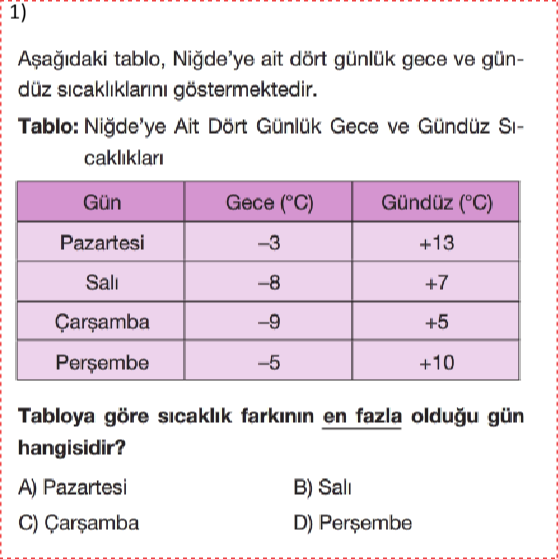 1)
Aşağıdaki tablo, Niğde'ye ait dört günlük gece ve gün-
düz sıcaklıklarını göstermektedir.
Tablo: Niğde'ye Ait Dört Günlük Gece ve Gündüz Sı-
caklıkları
Gün Gece (°C) Gündüz (°C)
Pazartesi –3 +13
Salı –8 +7
Çarşamba –9 +5
Perşembe –5 +10
Tabloya göre sıcaklık farkının en fazla olduğu gün
hangisidir?
A) Pazartesi B) Salı
C) Çarşamba D) Perşembe